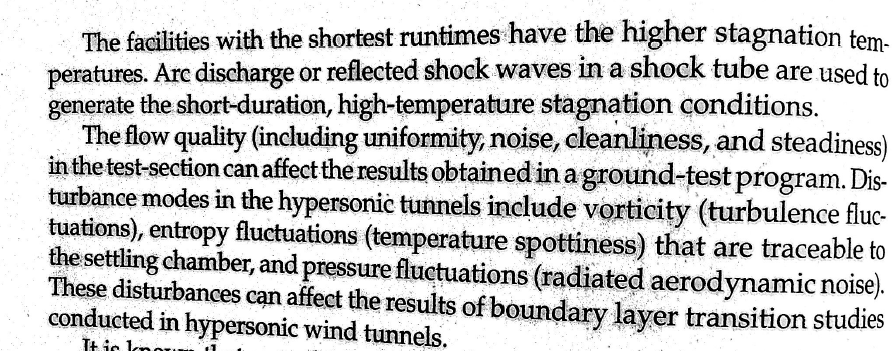 The facilities with the shortest runtimes have the higher stagnation tem-
peratures. Arc discharge or reflected shock waves in a shock tube are used to
generate the short-duration, high-temperature stagnation conditions.
The flow quality (including uniformity, noise, cleanliness, and steadiness)
in the test-section can affect the results obtained in a ground-test program. Dis-
turbance modes in the hypersonic tunnels include vorticity (turbulence fluc-
tuations), entropy fluctuations (temperature spottiness) that are traceable to
the settling chamber, and pressure fluctuations (radiated aerodynamic noise).
These disturbances can affect the results of boundary layer transition studies
conducted in hypersonic wind tunnels.
It is known that